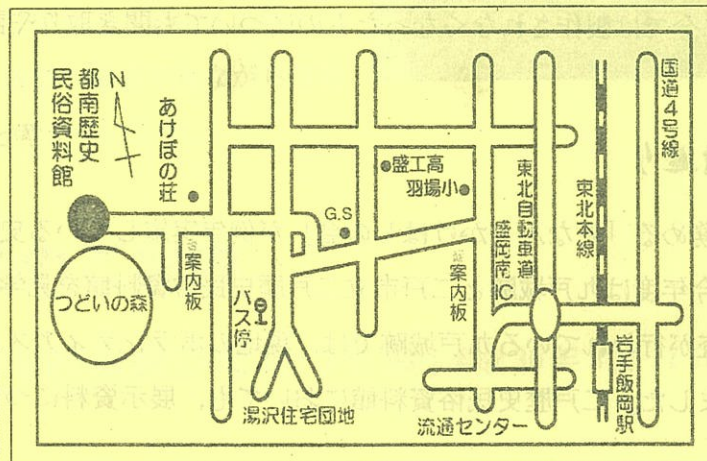 国道4号線
東北本線
岩手飯岡駅
東北自動車道
盛岡南IC
盛工高
羽場小
案内板
流通センター
G.S
バス停
湯沢住宅団地
案内板
あけぼの荘
N
都南歴史
民俗資料館
つどいの森